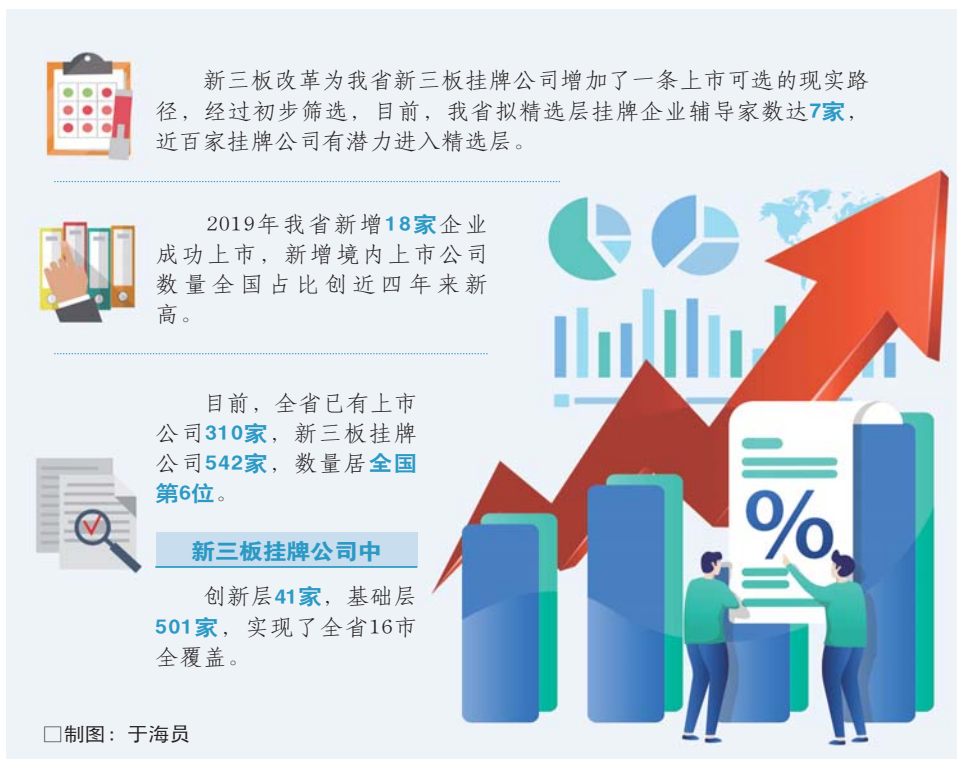 新三板改革为我省新三板挂牌公司增加了一条上市可选的现实路
径，经过初步筛选，目前，我省拟精选层挂牌企业辅导家数达7家，
近百家挂牌公司有潜力进入精选层。
2019年我省新增18家企业
成功上市，新增境内上市公司
数量全国占比创近四年来新
高。
目前，全省已有上市
公司310家，新三板挂牌
公司542家，数量居全国
第6位。
%
新三板挂牌公司中
创新层41家，基础层
501家，实现了全省16市
全覆盖。
□制图：于海员